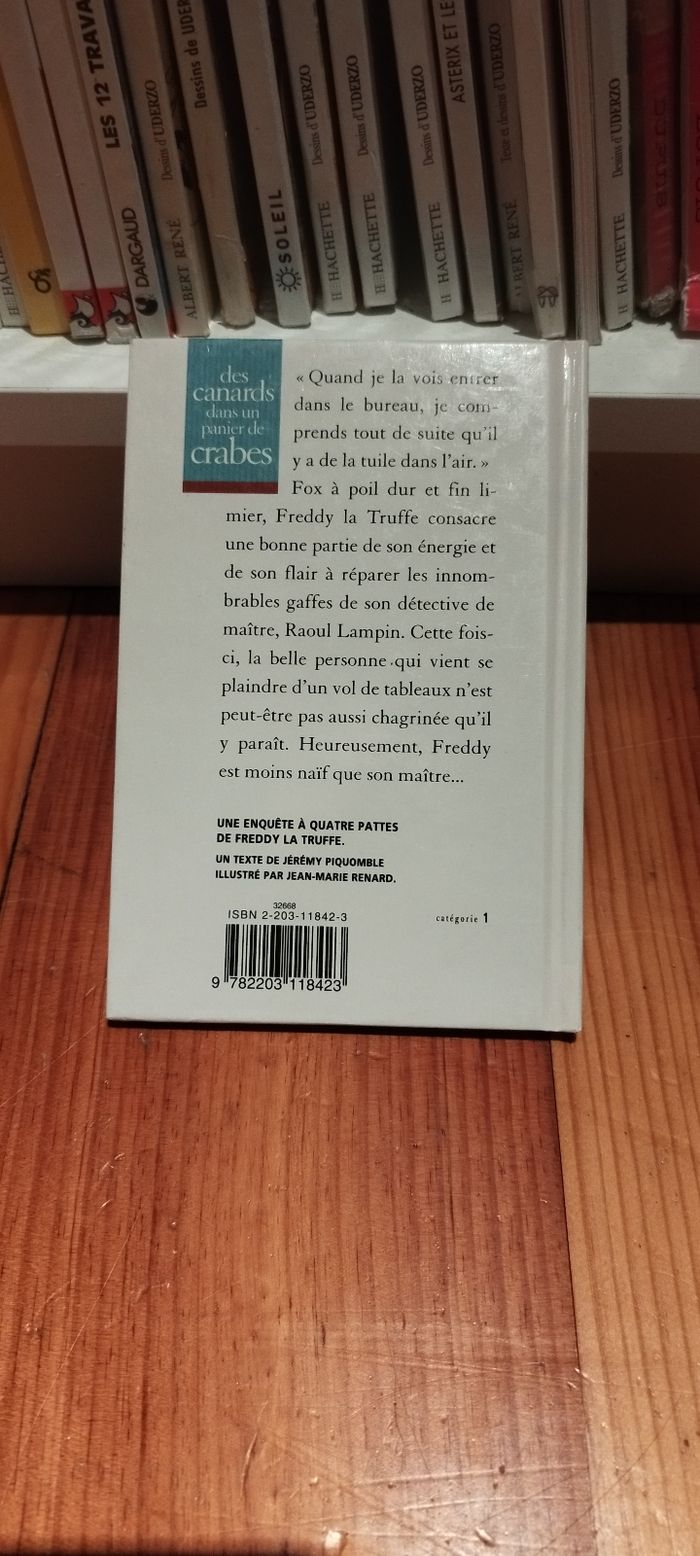 LES 12 TRAVA
DARGAUD
Dessins d'UDERZO
ALBERT RENÉ
Dessins de UDER
SOLEIL
Dessins d'UDERZO
HACHETTE
Dessins d'UDERZO
HACHETTE
Dessins d'UDERZO
HACHETTE
ASTERIX ET LE
Texte et dessins d'UDERZO
LBERT RENÉ
Dessins d'UDERZO
HACHETTE
des
canards
dans un
panier de
crabes
« Quand je la vois entrer
dans le bureau, je com-
prends tout de suite qu'il
y a de la tuile dans l'air. »
Fox à poil dur et fin li-
mier, Freddy la Truffe consacre
une bonne partie de son énergie et
de son flair à réparer les innom-
brables gaffes de son détective de
maître, Raoul Lampin. Cette fois-
ci, la belle personne qui vient se
plaindre d'un vol de tableaux n'est
peut-être pas aussi chagrinée qu'il
y paraît. Heureusement, Freddy
est moins naïf que son maître...
UNE ENQUÊTE À QUATRE PATTES
DE FREDDY LA TRUFFE.
UN TEXTE DE JÉRÉMY PIQUOMBLE
ILLUSTRÉ PAR JEAN-MARIE RENARD.
32668
ISBN 2-203-11842-3
catégorie 1
9 782203 118423